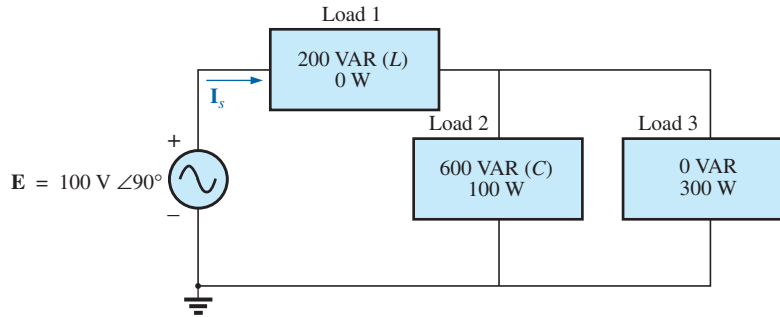 Load 1
200 VAR (L)
0 W
I_s
Load 2
600 VAR (C)
100 W
Load 3
0 VAR
300 W
+
E = 100 V ∠90°
−